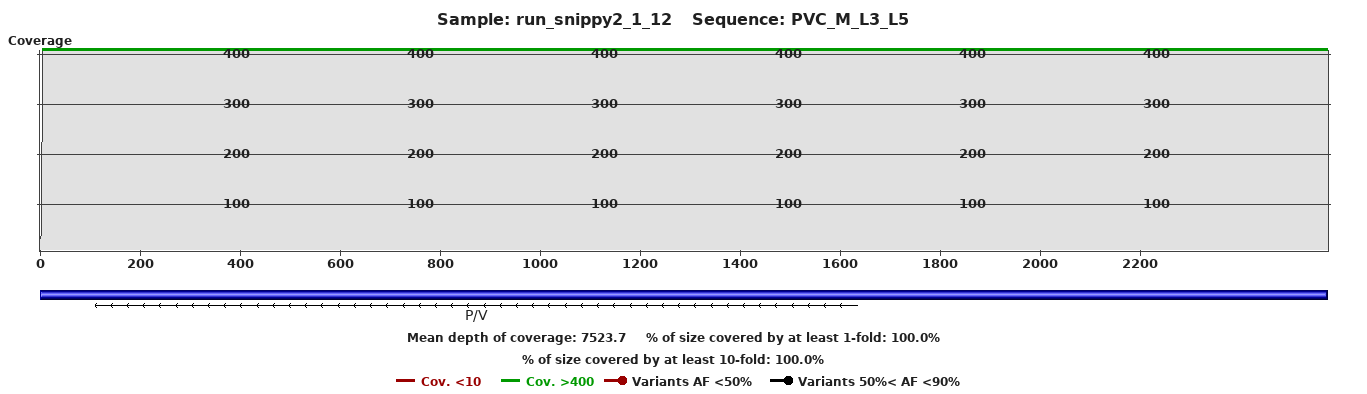 Sample: run_snippy2_1_12 Sequence: PVC_M_L3_L5
Coverage
400 400 400 400 400 400
300 300 300 300 300 300
200 200 200 200 200 200
100 100 100 100 100 100
0 200 400 600 800 1000 1200 1400 1600 1800 2000 2200
P/V
Mean depth of coverage: 7523.7 % of size covered by at least 1-fold: 100.0%
% of size covered by at least 10-fold: 100.0%
Cov. <10 Cov. >400 Variants AF <50% Variants 50%< AF <90%